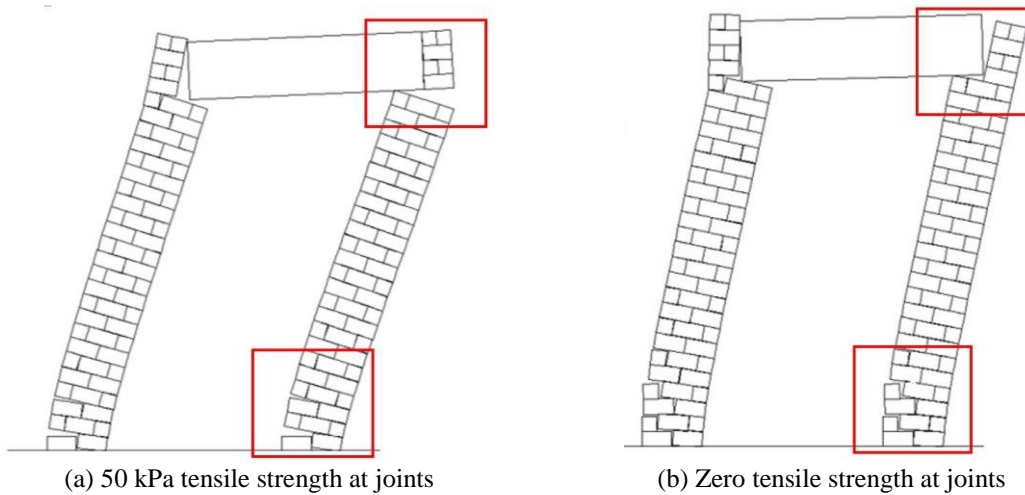 (a) 50 kPa tensile strength at joints
(b) Zero tensile strength at joints